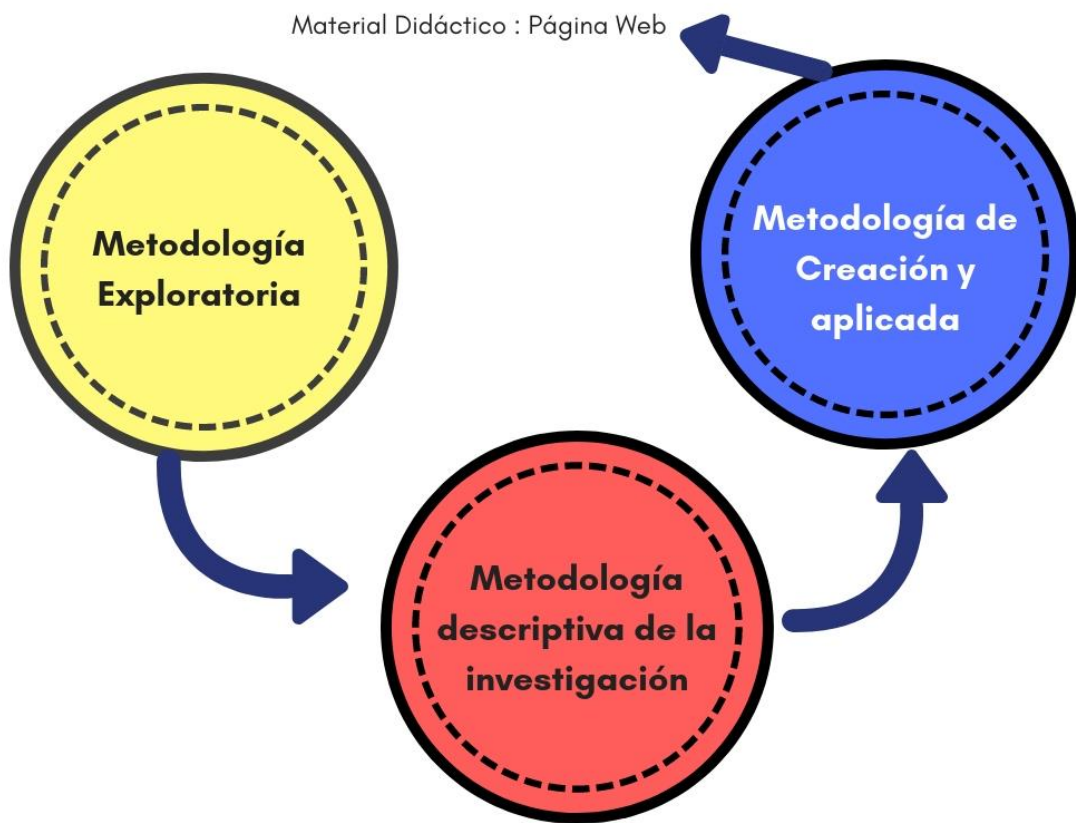 Material Didáctico : Página Web
Metodología
Exploratoria
Metodología de
Creación y
aplicada
Metodología
descriptiva de la
investigación